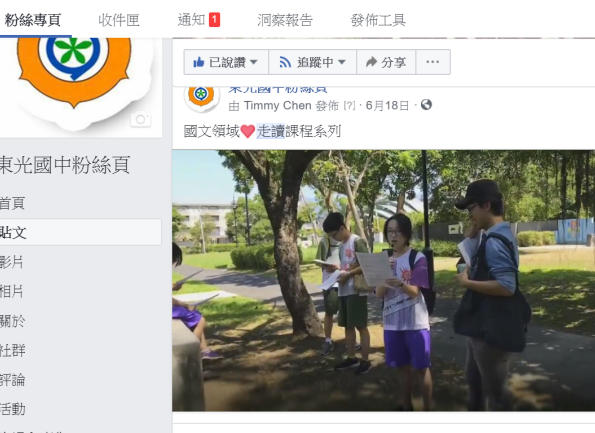 粉絲專頁 收件匣 通知 1 洞察報告 發佈工具
已說讚 追蹤中 分享 ...
東光國中粉絲頁
由 Timmy Chen 發佈 [?] · 6月18日 ·
國文領域❤走讀課程系列
東光國中粉絲頁
首頁
貼文
影片
相片
關於
社群
評論
活動